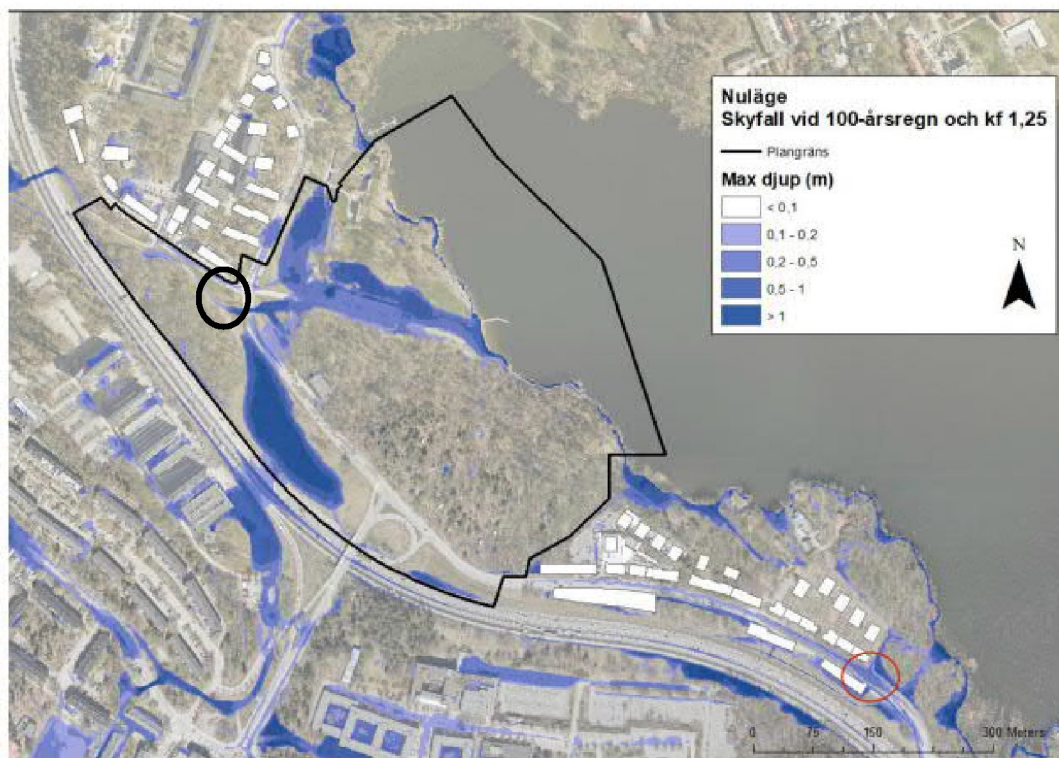 Nuläge
Skyfall vid 100-årsregn och kf 1,25
Plangräns
Max djup (m)
< 0,1
0,1 - 0,2
0,2 - 0,5
0,5 - 1
> 1
N
0 75 150 300 Meters